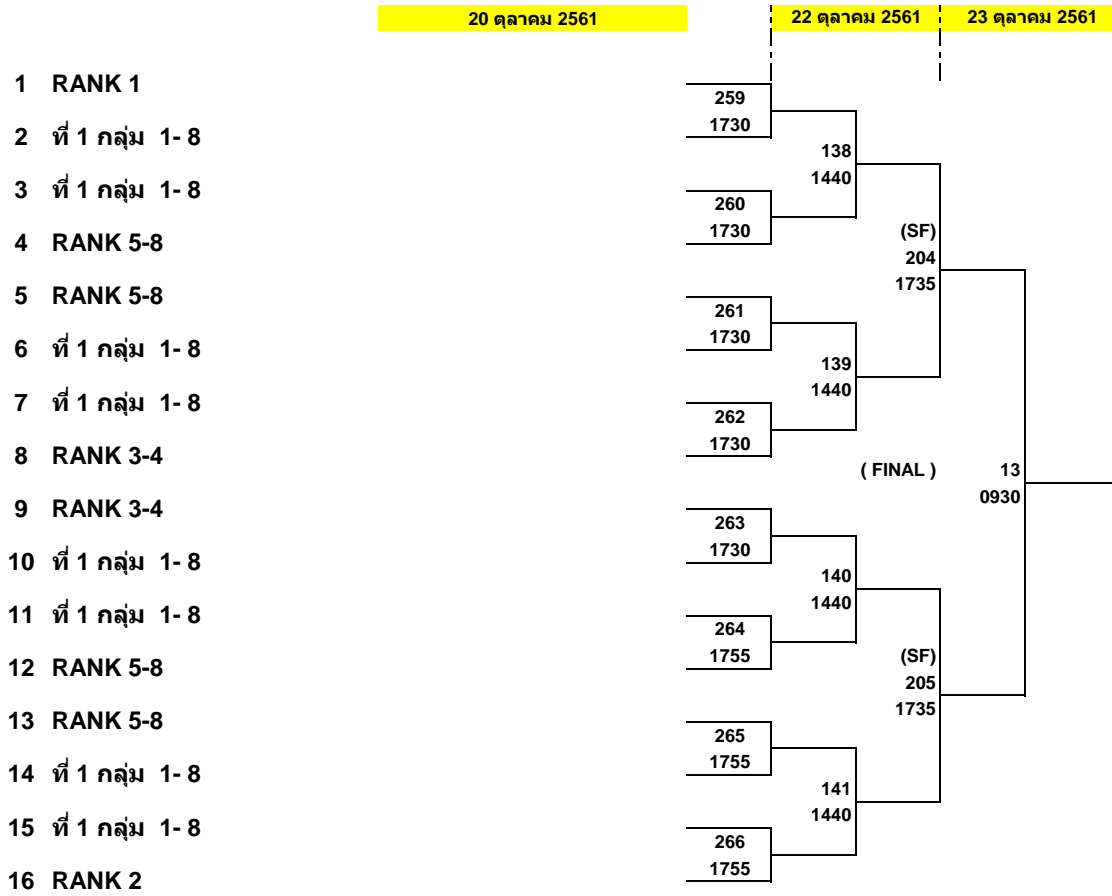 20 ตุลาคม 2561 22 ตุลาคม 2561 23 ตุลาคม 2561
1 RANK 1
259
1730
2 ที่ 1 กลุ่ม 1- 8
138
1440
3 ที่ 1 กลุ่ม 1- 8
260
1730
4 RANK 5-8
(SF)
204
1735
5 RANK 5-8
261
1730
6 ที่ 1 กลุ่ม 1- 8
139
1440
7 ที่ 1 กลุ่ม 1- 8
262
1730
8 RANK 3-4
( FINAL ) 13
0930
9 RANK 3-4
263
1730
10 ที่ 1 กลุ่ม 1- 8
140
1440
11 ที่ 1 กลุ่ม 1- 8
264
1755
12 RANK 5-8
(SF)
205
1735
13 RANK 5-8
265
1755
14 ที่ 1 กลุ่ม 1- 8
141
1440
15 ที่ 1 กลุ่ม 1- 8
266
1755
16 RANK 2